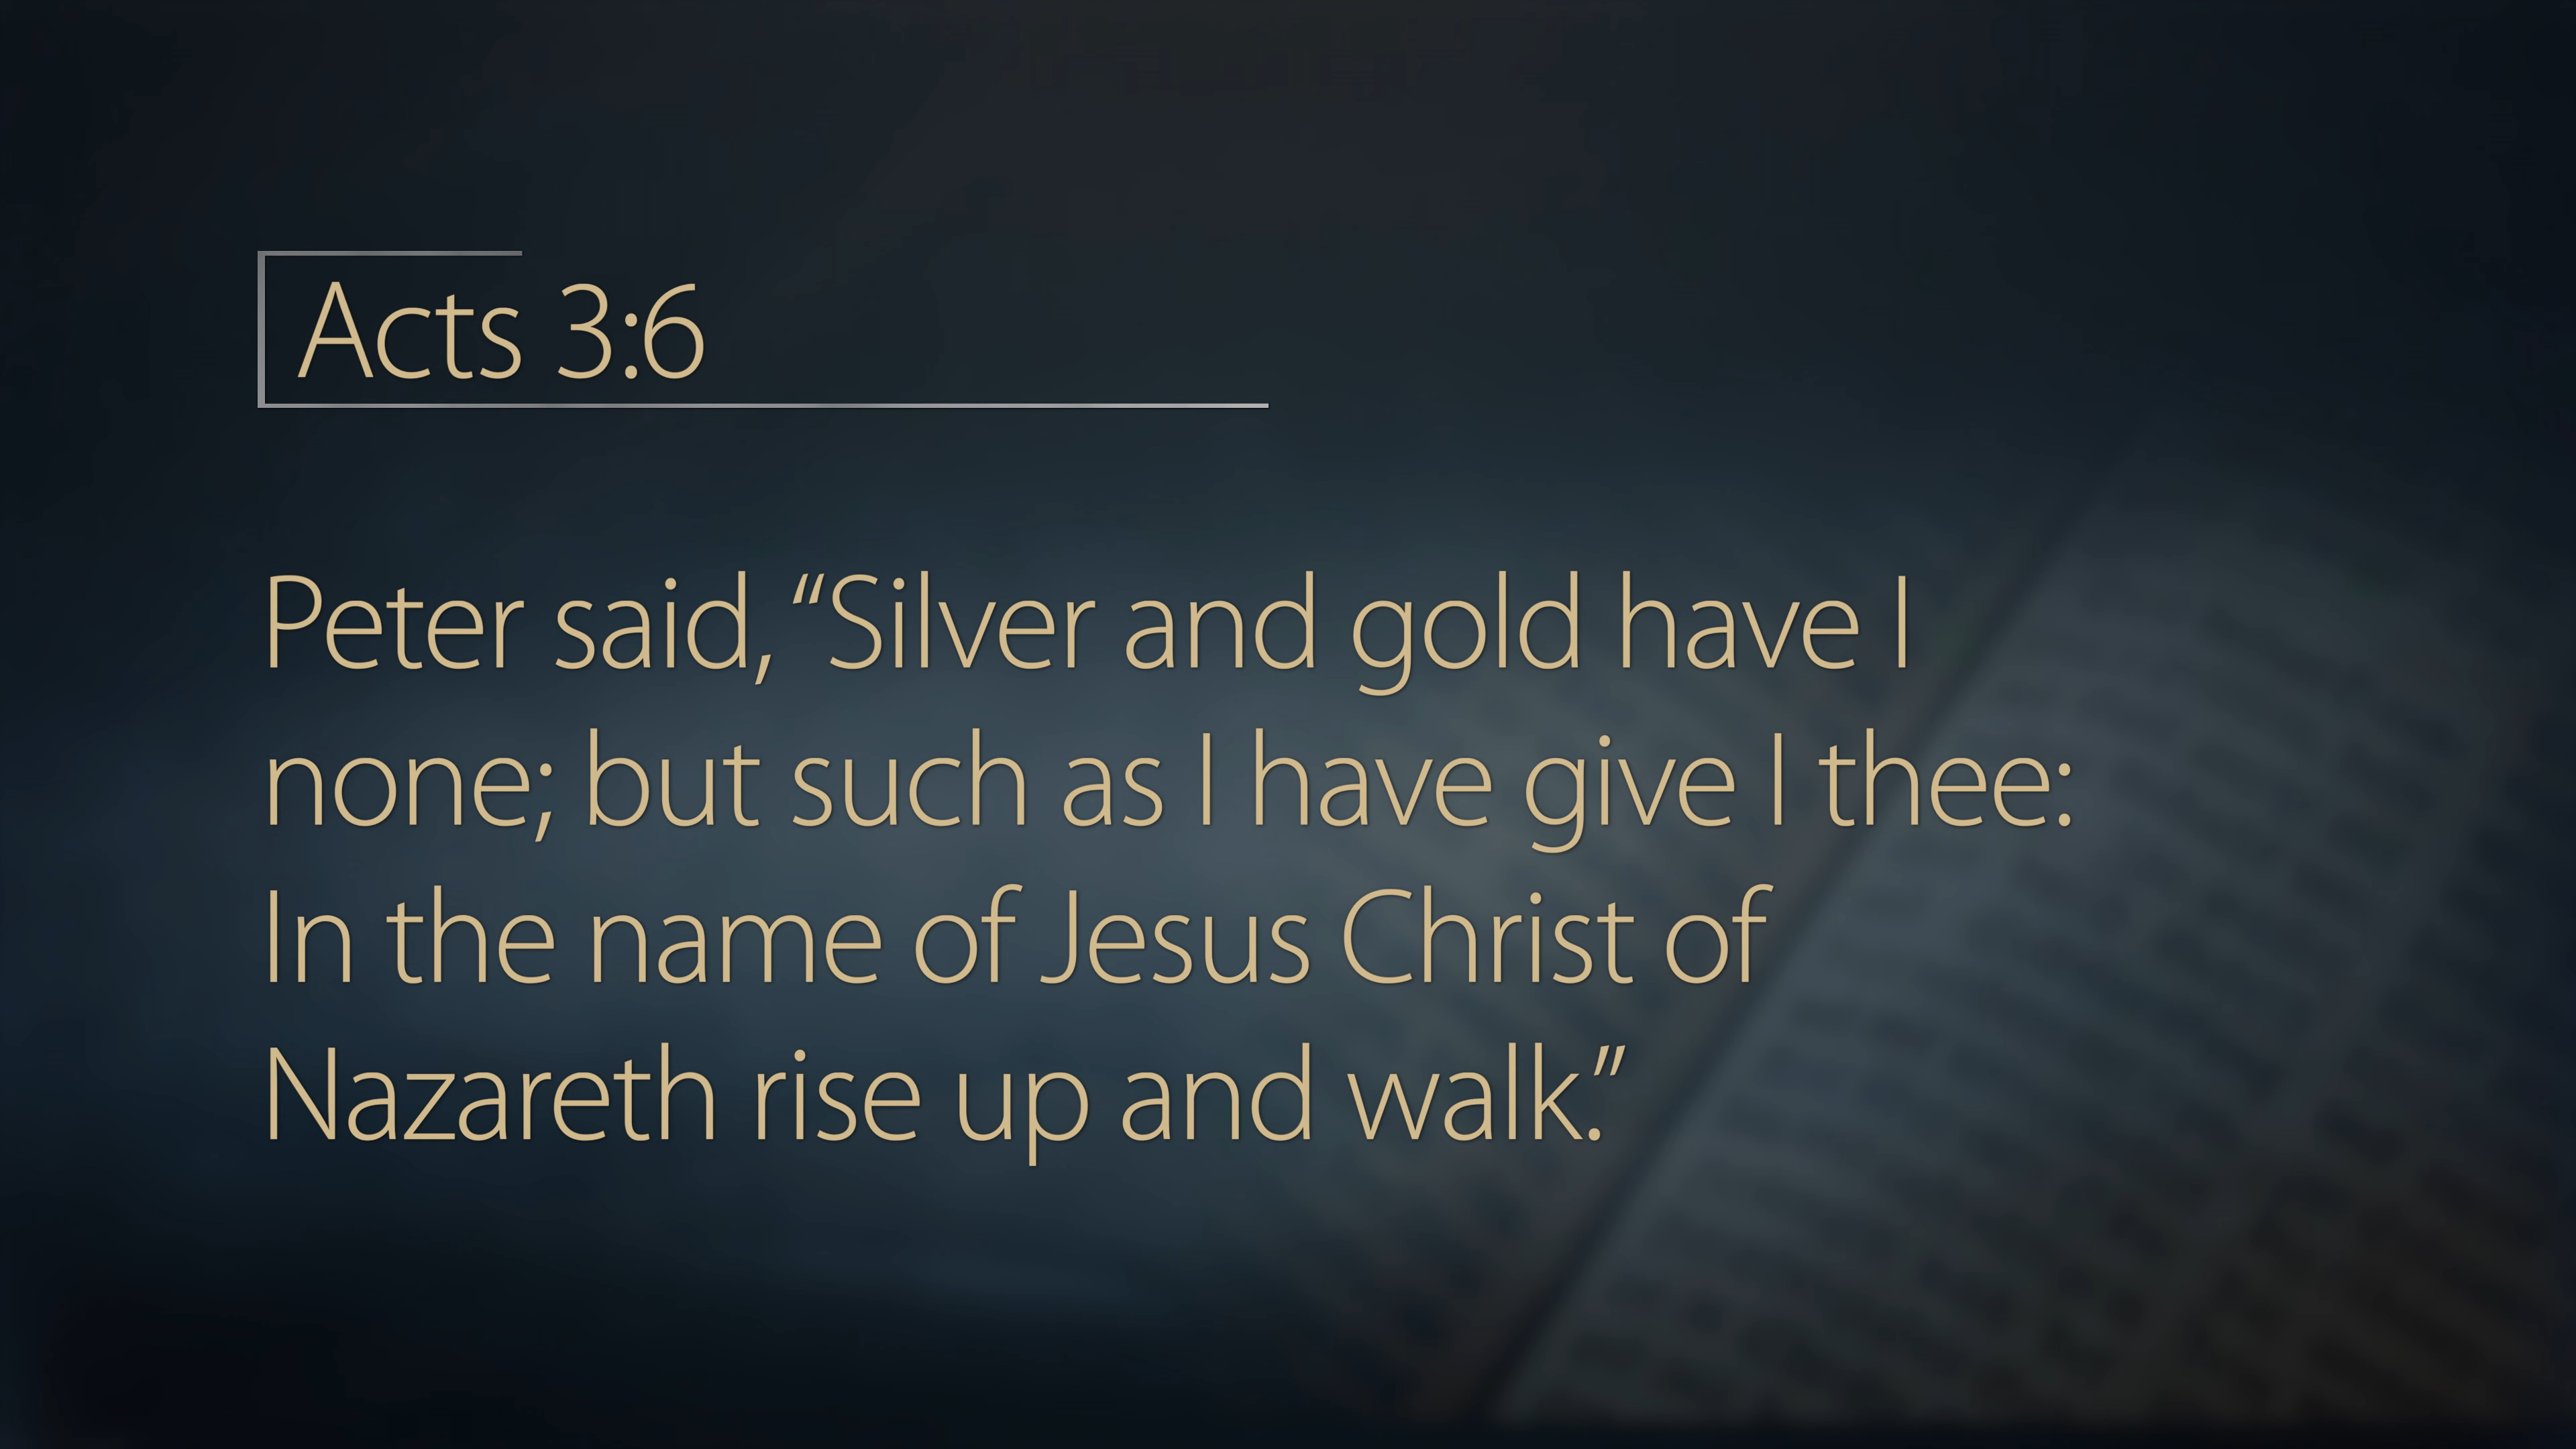 Acts 3:6
Peter said, “Silver and gold have I
none; but such as I have give I thee:
In the name of Jesus Christ of
Nazareth rise up and walk.”